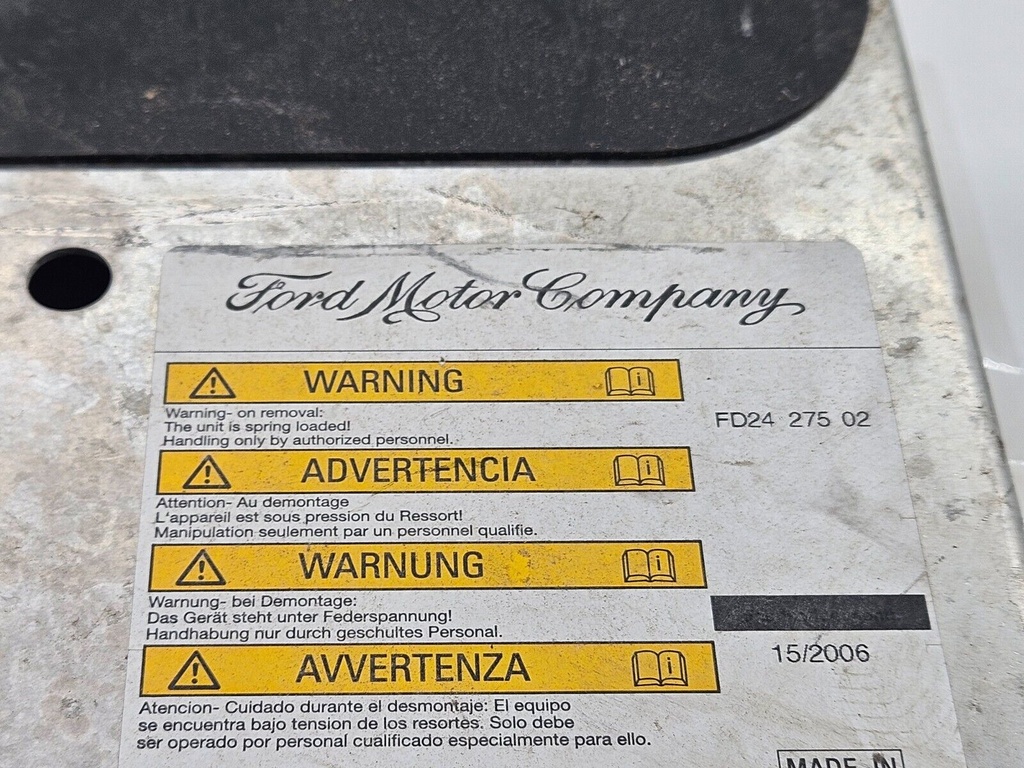 Ford Motor Company
WARNING
Warning- on removal:
The unit is spring loaded!
Handling only by authorized personnel.
FD24 275 02
ADVERTENCIA
Attention- Au demontage
L'appareil est sous pression du Ressort!
Manipulation seulement par un personnel qualifie.
WARNUNG
Warnung- bei Demontage:
Das Gerät steht unter Federspannung!
Handhabung nur durch geschultes Personal.
15/2006
AVVERTENZA
Atencion- Cuidado durante el desmontaje: El equipo
se encuentra bajo tension de los resortes. Solo debe
ser operado por personal cualificado especialmente para ello.
MADE IN